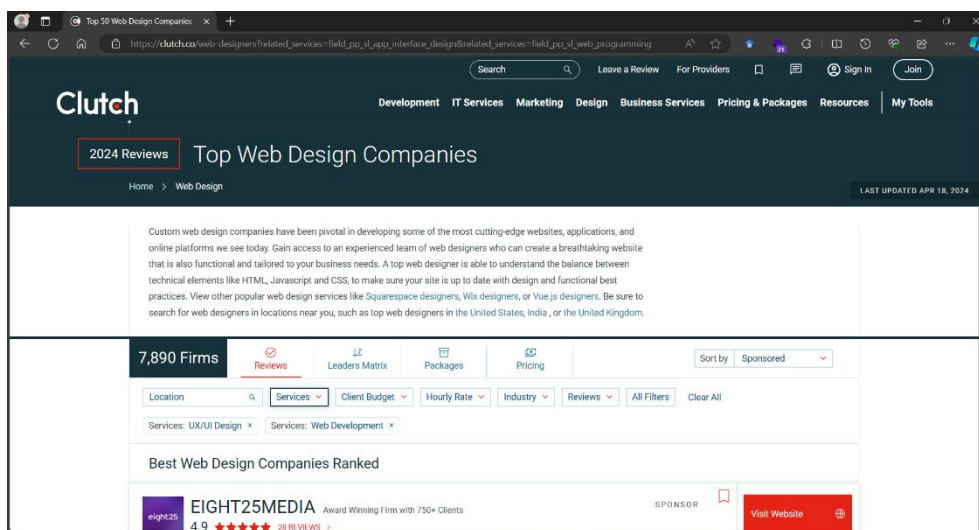 Top 50 Web Design Companies
https://clutch.co/web-designers?related_services=field_pp_sl_app_interface_design&related_services=field_pp_sl_web_programming
21
Search
Leave a Review
For Providers
Sign In
Join
Clutch
Development
IT Services
Marketing
Design
Business Services
Pricing & Packages
Resources
My Tools
2024 Reviews
Top Web Design Companies
Home > Web Design
LAST UPDATED APR 18, 2024
Custom web design companies have been pivotal in developing some of the most cutting-edge websites, applications, and
online platforms we see today. Gain access to an experienced team of web designers who can create a breathtaking website
that is also functional and tailored to your business needs. A top web designer is able to understand the balance between
technical elements like HTML, Javascript and CSS, to make sure your site is up to date with design and functional best
practices. View other popular web design services like Squarespace designers, Wix designers, or Vue.js designers. Be sure to
search for web designers in locations near you, such as top web designers in the United States, India , or the United Kingdom.
7,890 Firms
Reviews
Leaders Matrix
Packages
Pricing
Sort by
Sponsored
Location
Services
Client Budget
Hourly Rate
Industry
Reviews
All Filters
Clear All
Services: UX/UI Design ×
Services: Web Development ×
Best Web Design Companies Ranked
eight25
EIGHT25MEDIA
Award Winning Firm with 750+ Clients
SPONSOR
Visit Website
4.9
28 REVIEWS >